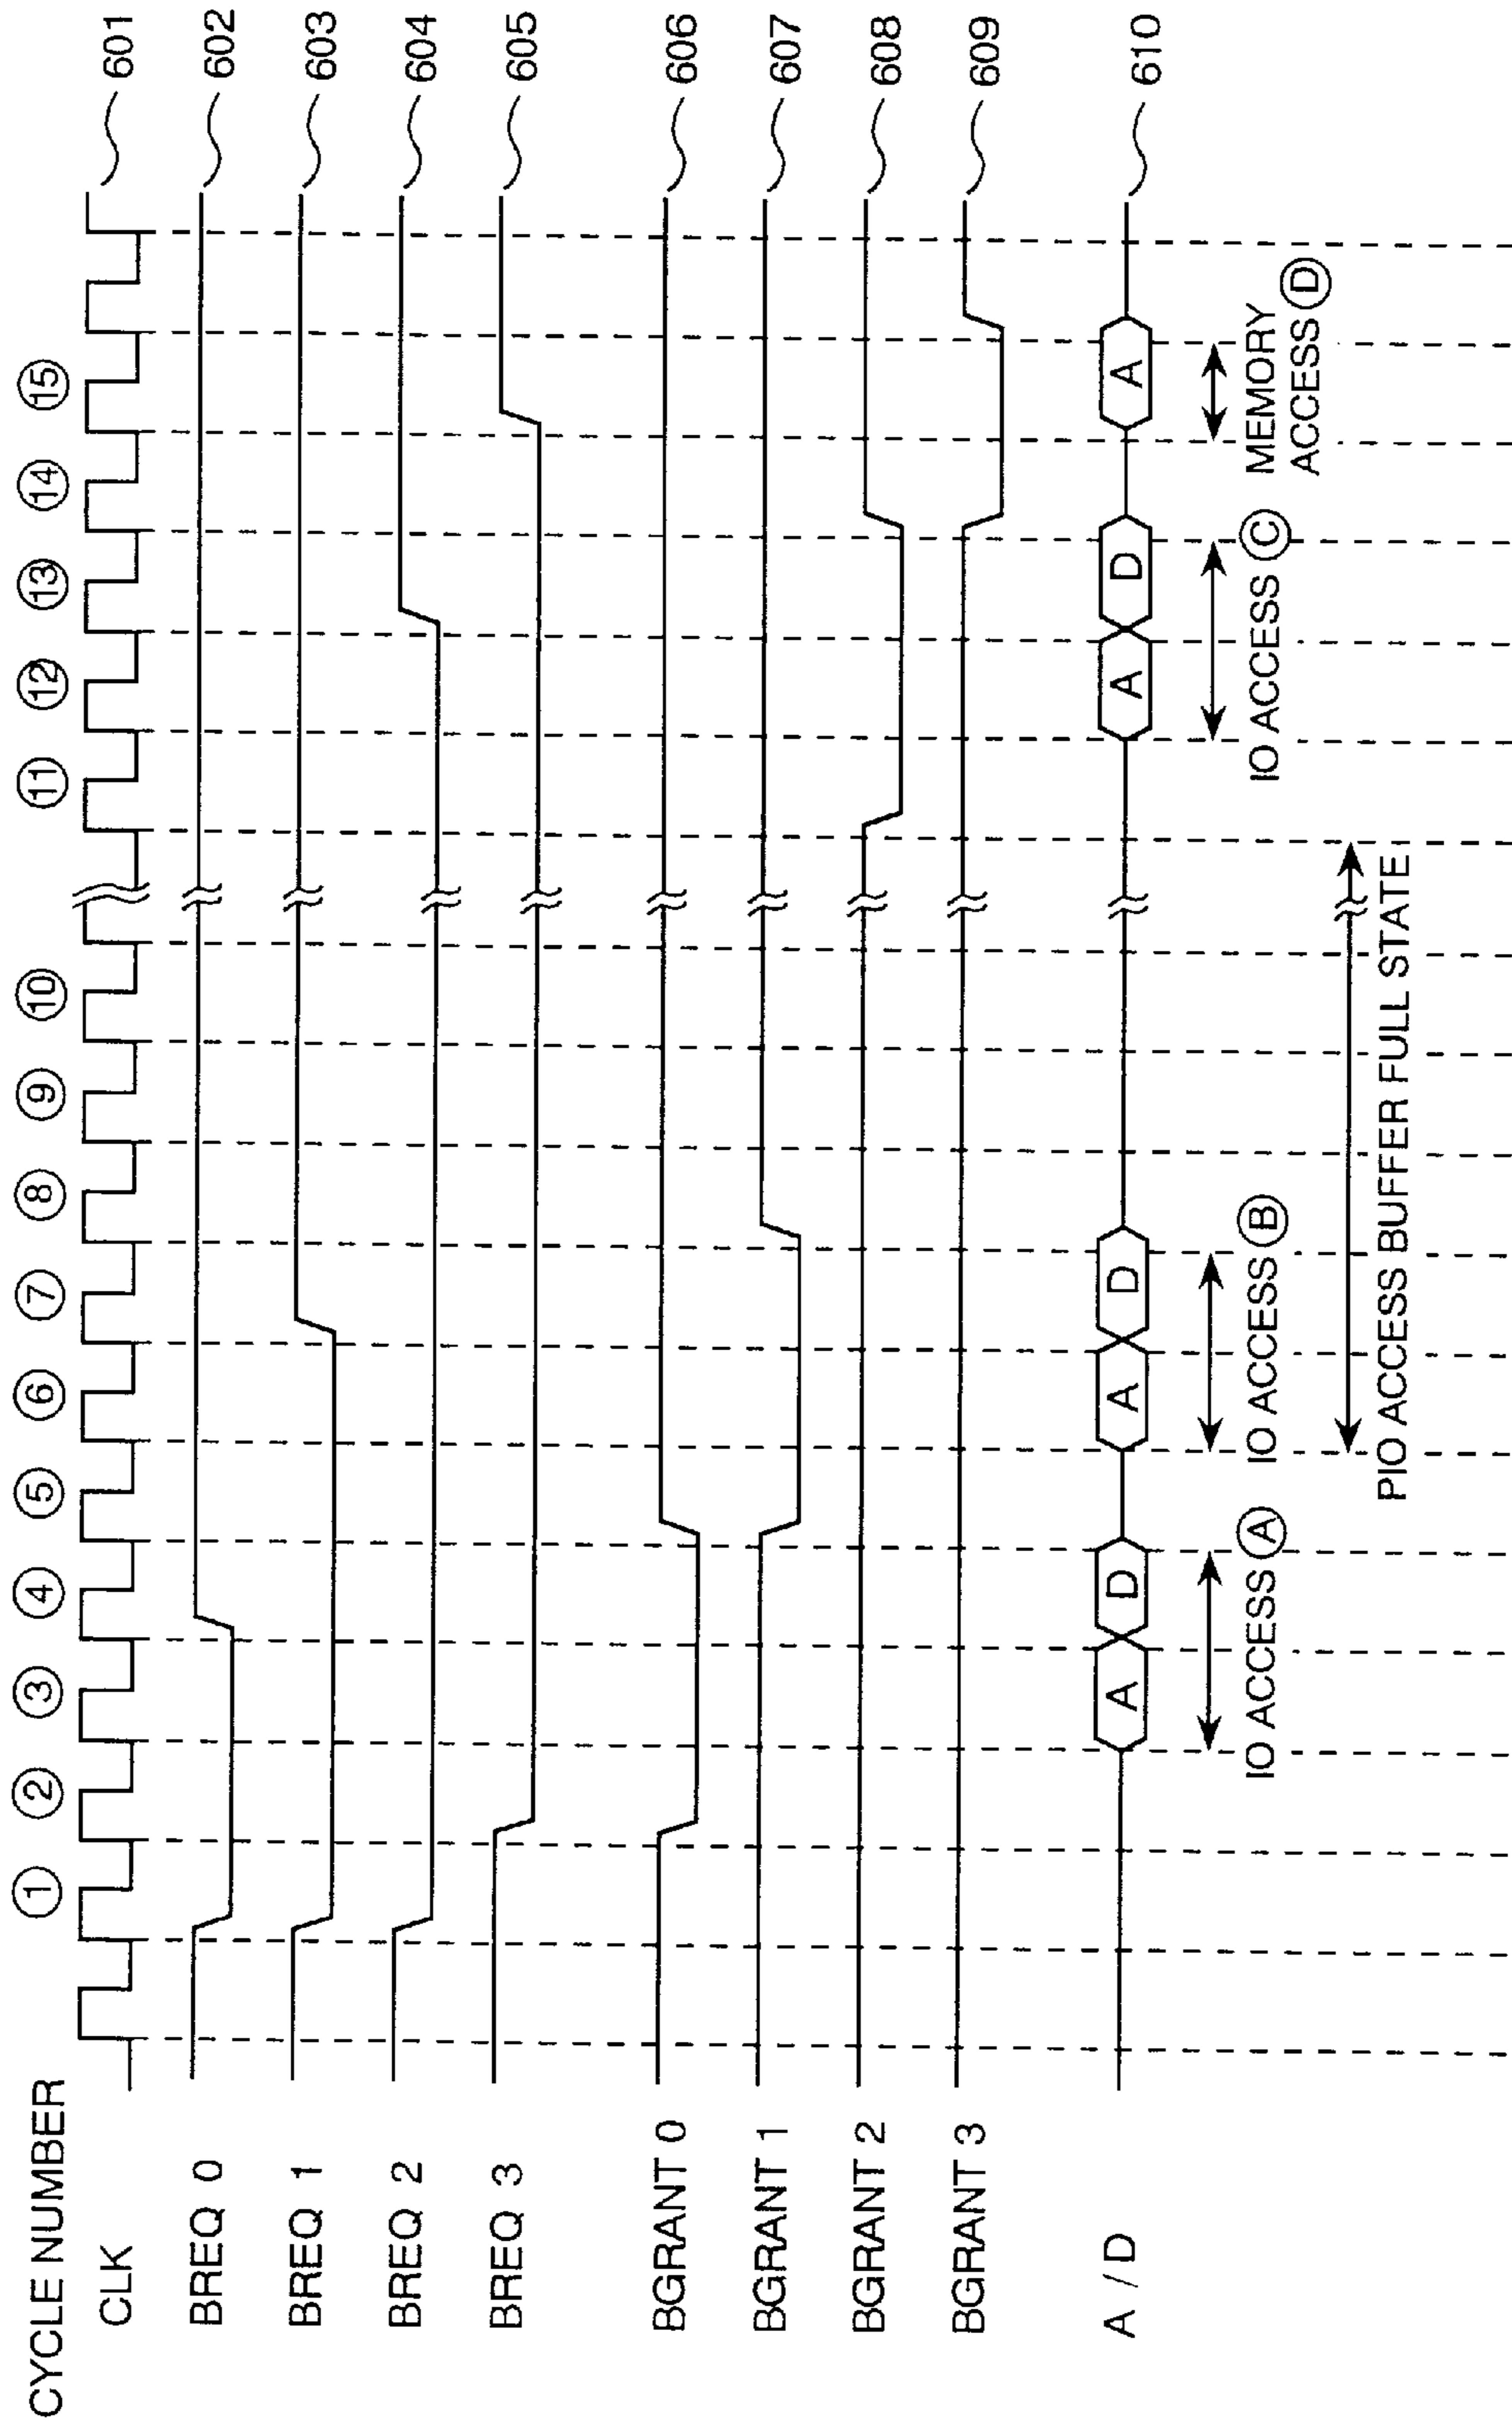 CYCLE NUMBER ① ② ③ ④ ⑤ ⑥ ⑦ ⑧ ⑨ ⑩ ⑪ ⑫ ⑬ ⑭ ⑮
CLK 601
BREQ 0 602
BREQ 1 603
BREQ 2 604
BREQ 3 605
BGRANT 0 606
BGRANT 1 607
BGRANT 2 608
BGRANT 3 609
A / D A D A D A D A 610
IO ACCESS Ⓐ IO ACCESS Ⓑ IO ACCESS Ⓒ MEMORY
ACCESS Ⓓ
PIO ACCESS BUFFER FULL STATE